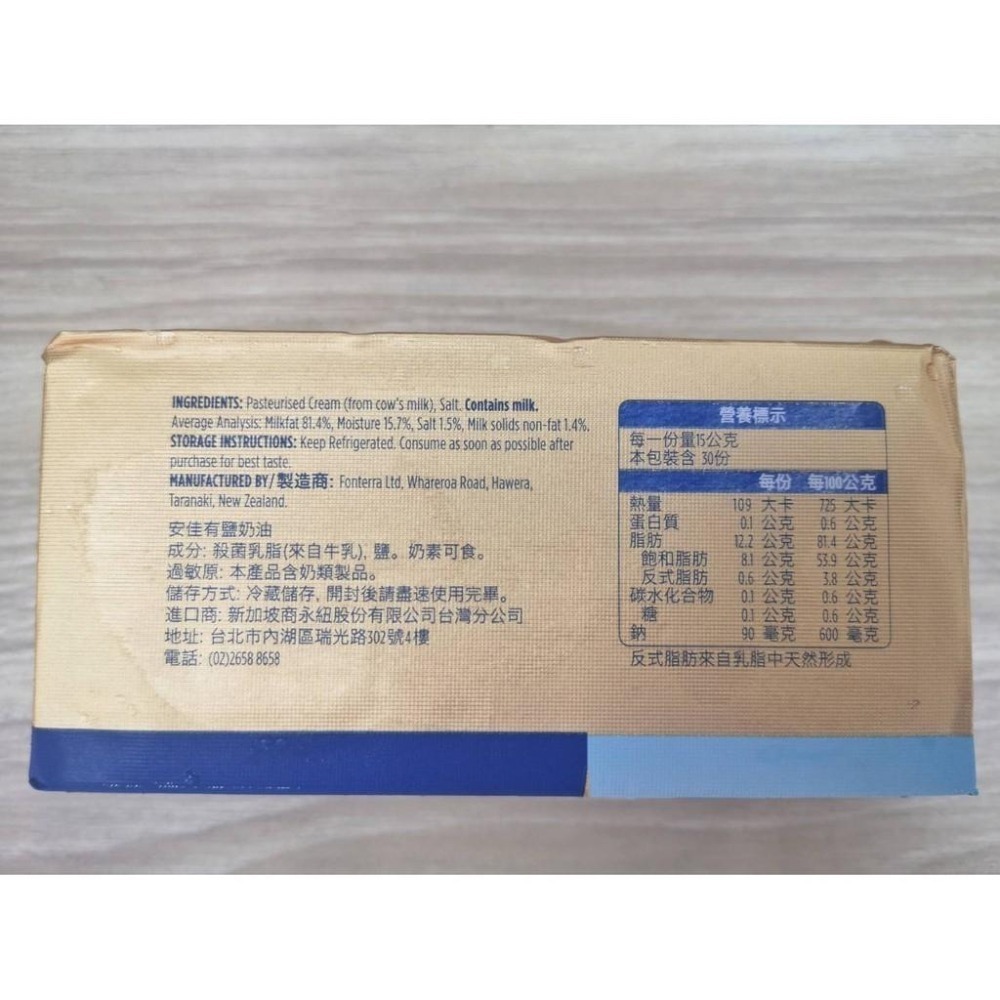 INGREDIENTS: Pasteurised Cream (from cow's milk), Salt. Contains milk.
Average Analysis: Milkfat 81.4%, Moisture 15.7%, Salt 1.5%, Milk solids non-fat 1.4%.
STORAGE INSTRUCTIONS: Keep Refrigerated. Consume as soon as possible after
purchase for best taste.
MANUFACTURED BY/製造商: Fonterra Ltd, Whareroa Road, Hawera,
Taranaki, New Zealand.
安佳有鹽奶油
成分: 殺菌乳脂(來自牛乳), 鹽。奶素可食。
過敏原: 本產品含奶類製品。
儲存方式: 冷藏儲存, 開封後請盡速使用完畢。
進口商: 新加坡商永紐股份有限公司台灣分公司
地址: 台北市內湖區瑞光路302號4樓
電話: (02)2658 8658
營養標示
每一份量15公克
本包裝含 30份
每份 每100公克
熱量 109 大卡 725 大卡
蛋白質 0.1 公克 0.6 公克
脂肪 12.2 公克 81.4 公克
飽和脂肪 8.1 公克 53.9 公克
反式脂肪 0.6 公克 3.8 公克
碳水化合物 0.1 公克 0.6 公克
糖 0.1 公克 0.6 公克
鈉 90 毫克 600 毫克
反式脂肪來自乳脂中天然形成